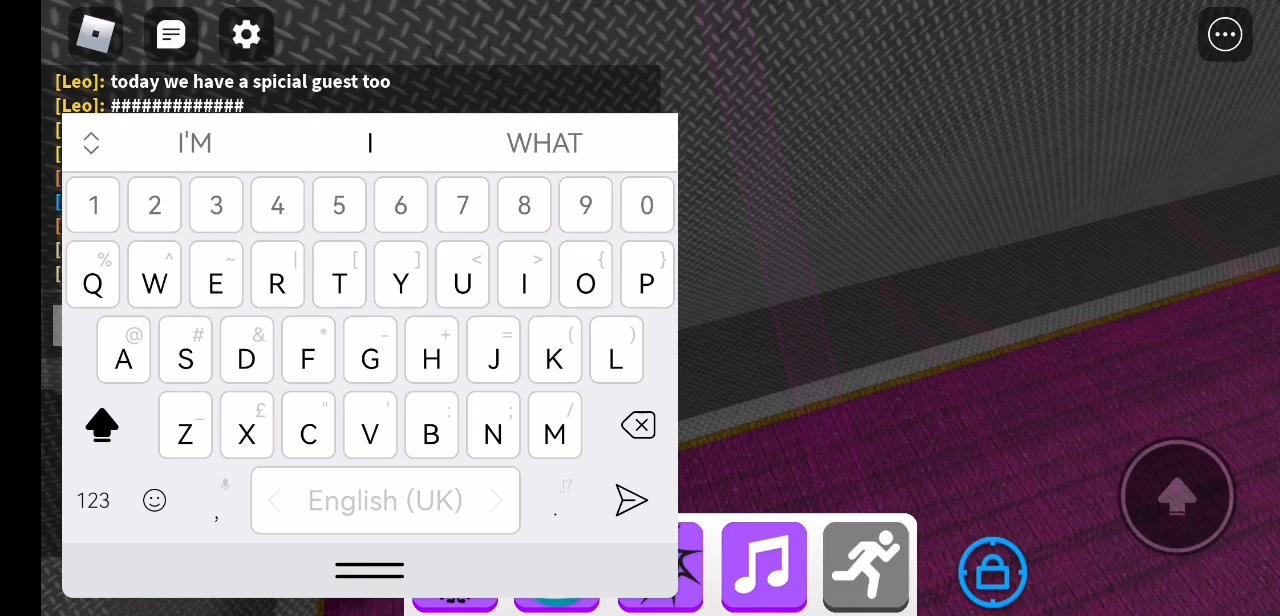 [Leo]: today we have a spicial guest too
[Leo]: #############
I'M I WHAT
1 2 3 4 5 6 7 8 9 0
% ^ ~ | [ ] < > { }
Q W E R T Y U I O P
@ # & * - + = ( )
A S D F G H J K L
_ £ " ' : ; /
Z X C V B N M
123 , English (UK) .
,!?